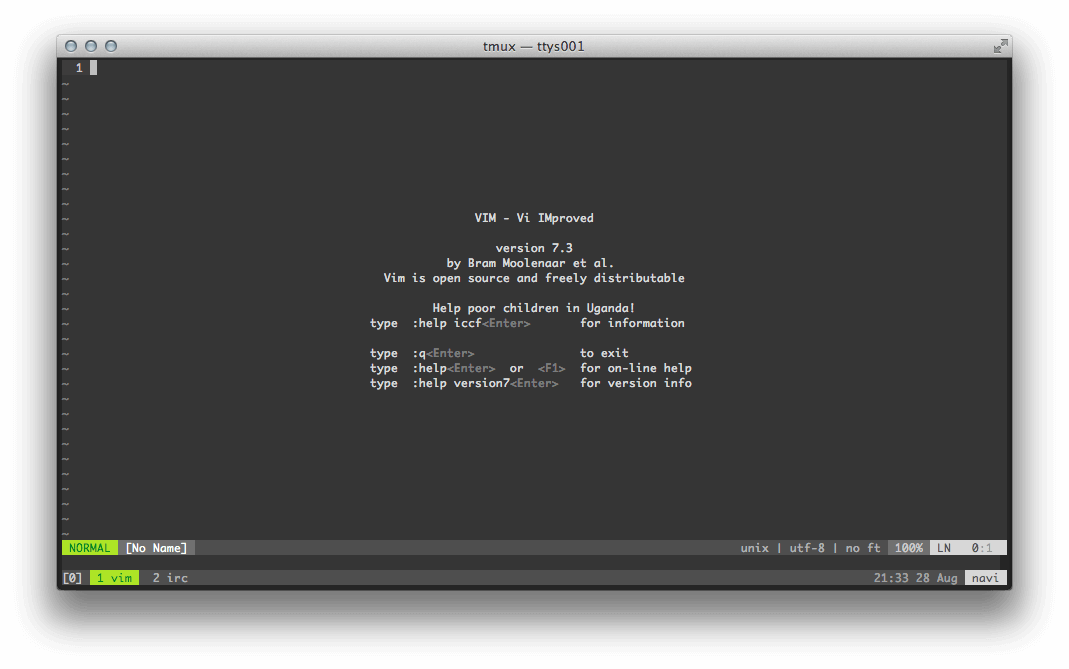 tmux — ttys001
1
~
~
~
~
~
~
~
~
~
VIM - Vi IMproved
~
~
version 7.3
~
by Bram Moolenaar et al.
~
Vim is open source and freely distributable
~
~
Help poor children in Uganda!
~
type :help iccf<Enter> for information
~
~
type :q<Enter> to exit
~
type :help<Enter> or <F1> for on-line help
~
type :help version7<Enter> for version info
~
~
~
~
~
~
~
~
~
~
NORMAL [No Name] unix | utf-8 | no ft 100% LN 0:1
[0] 1 vim 2 irc 21:33 28 Aug navi